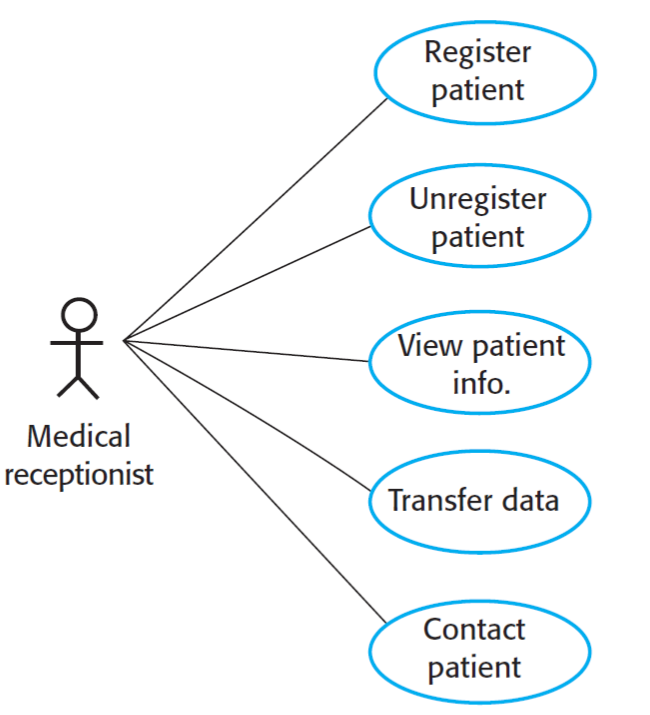 Register
patient
Unregister
patient
View patient
info.
Medical
receptionist
Transfer data
Contact
patient